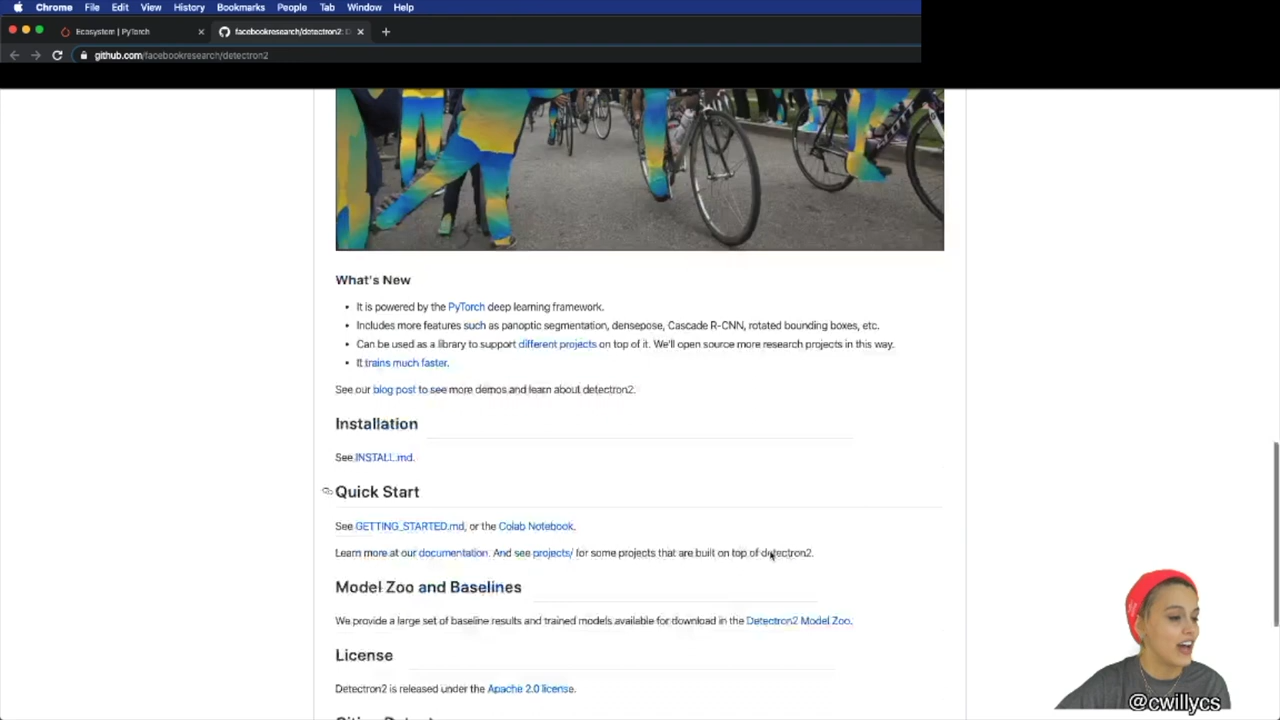 Chrome File Edit View History Bookmarks People Tab Window Help
Ecosystem | PyTorch
facebookresearch/detectron2: D
github.com/facebookresearch/detectron2
What's New
It is powered by the PyTorch deep learning framework.
Includes more features such as panoptic segmentation, densepose, Cascade R-CNN, rotated bounding boxes, etc.
Can be used as a library to support different projects on top of it. We'll open source more research projects in this way.
It trains much faster.
See our blog post to see more demos and learn about detectron2.
Installation
See INSTALL.md.
Quick Start
See GETTING_STARTED.md, or the Colab Notebook.
Learn more at our documentation. And see projects/ for some projects that are built on top of detectron2.
Model Zoo and Baselines
We provide a large set of baseline results and trained models available for download in the Detectron2 Model Zoo.
License
Detectron2 is released under the Apache 2.0 license.
@cwillycs